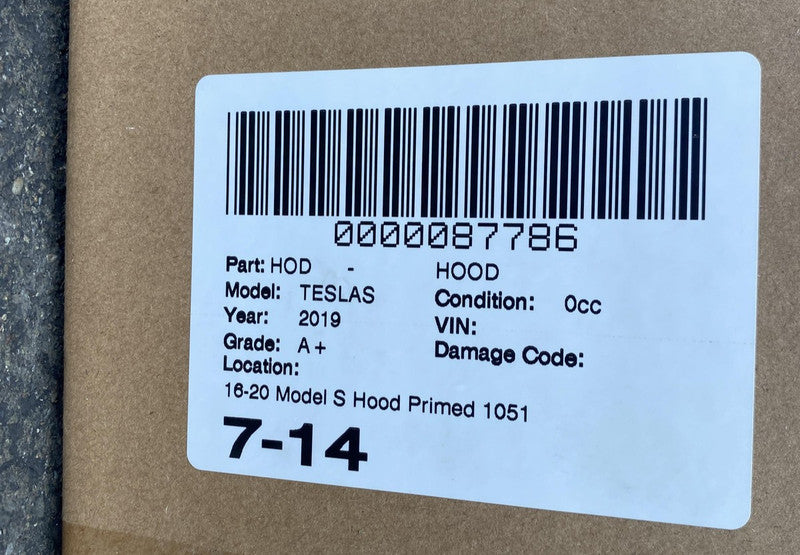 0000087786
Part: HOD - HOOD
Model: TESLAS Condition: 0cc
Year: 2019 VIN:
Grade: A+ Damage Code:
Location:
16-20 Model S Hood Primed 1051
7-14